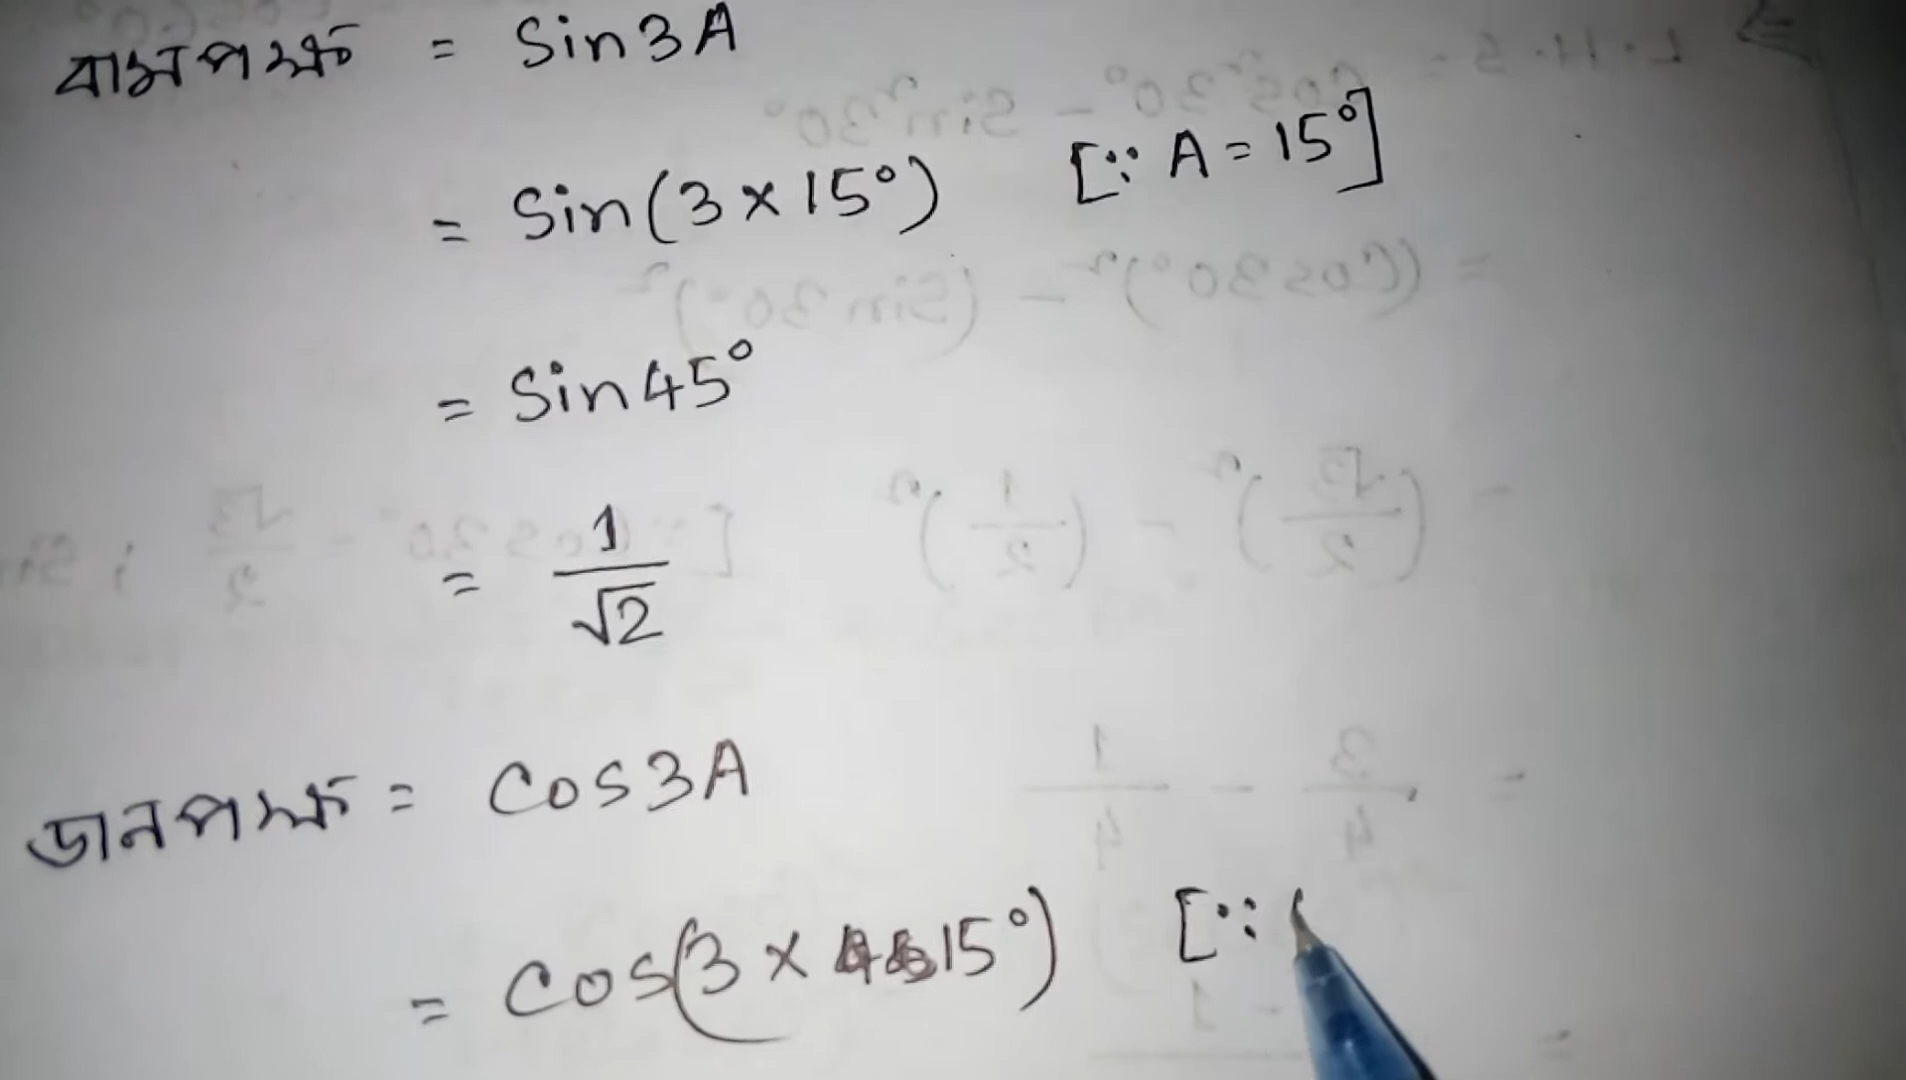 বামপক্ষ = Sin3A
= Sin(3×15°) [∵ A = 15°]
= Sin45°
= 1/√2
ডানপক্ষ = Cos3A
= Cos(3×15°) [∵